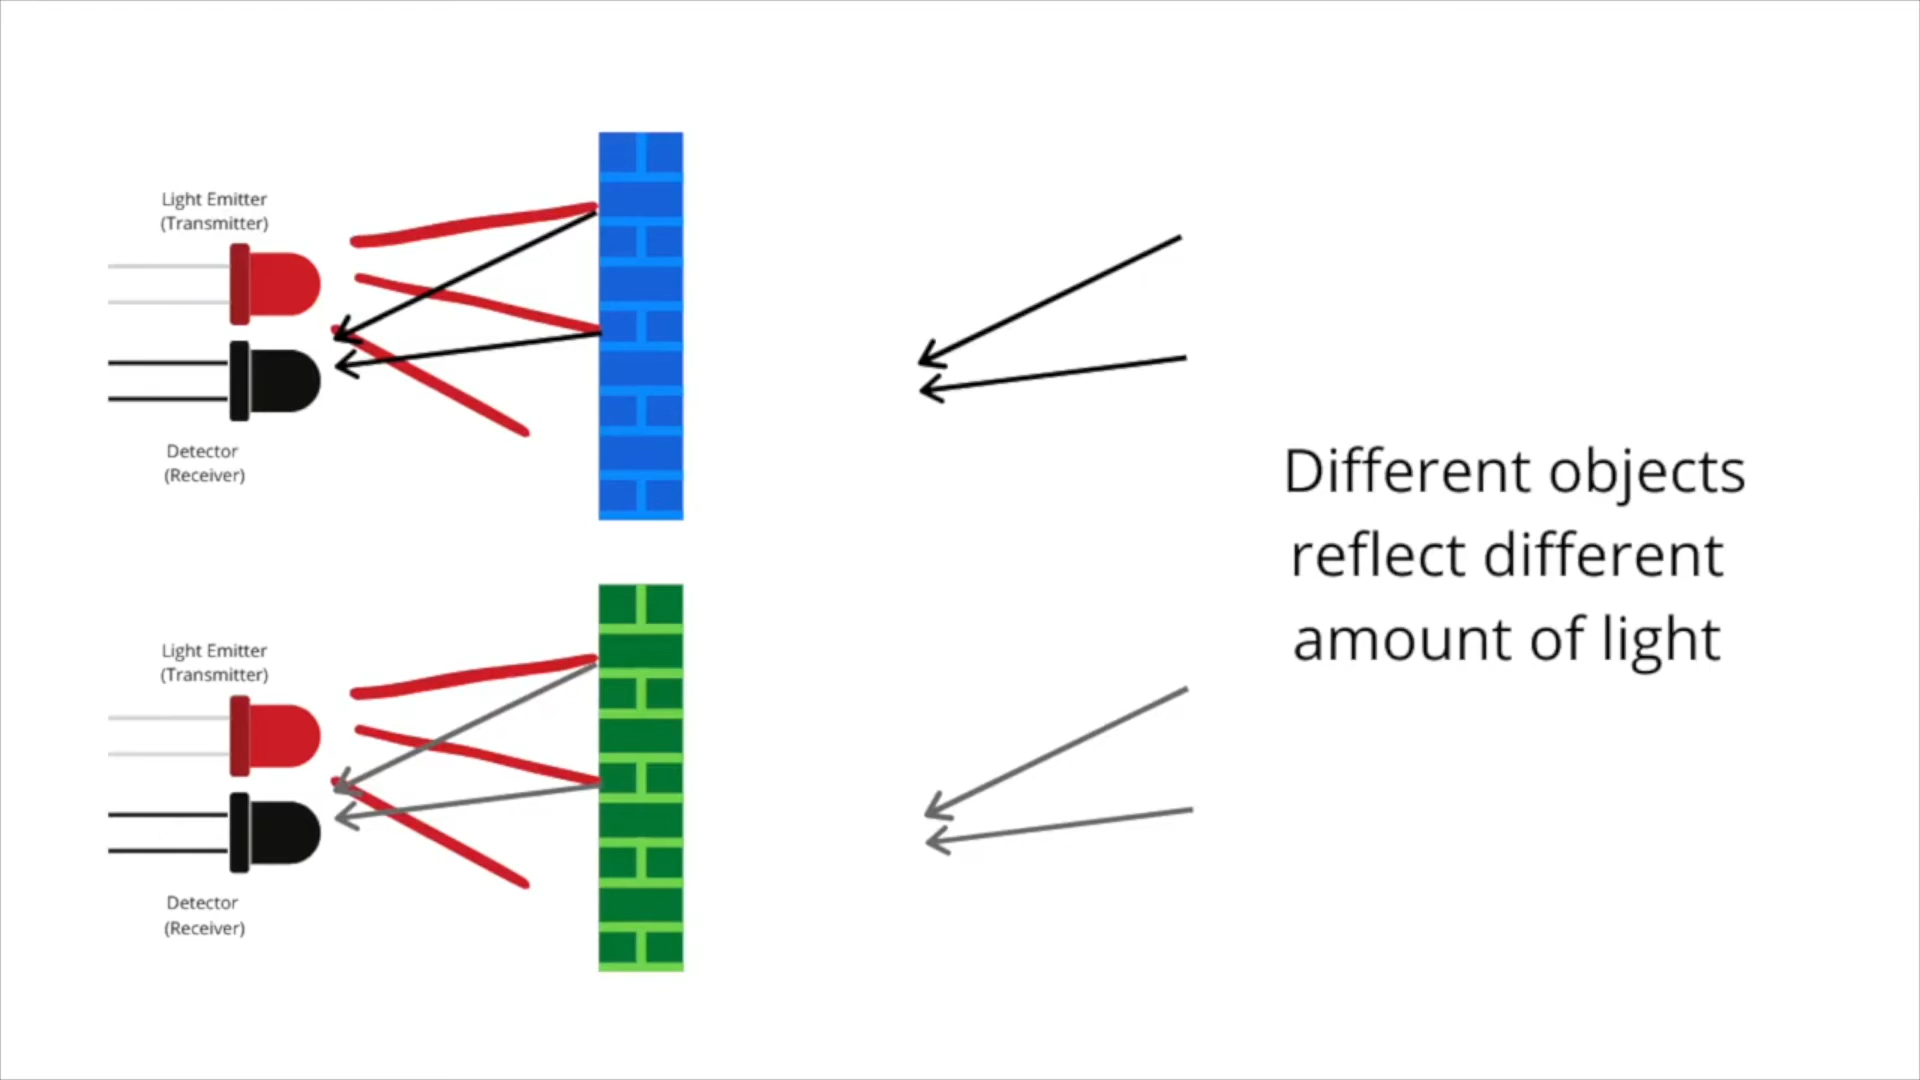 Light Emitter
(Transmitter)
Detector
(Receiver)
Different objects
reflect different
amount of light
Light Emitter
(Transmitter)
Detector
(Receiver)